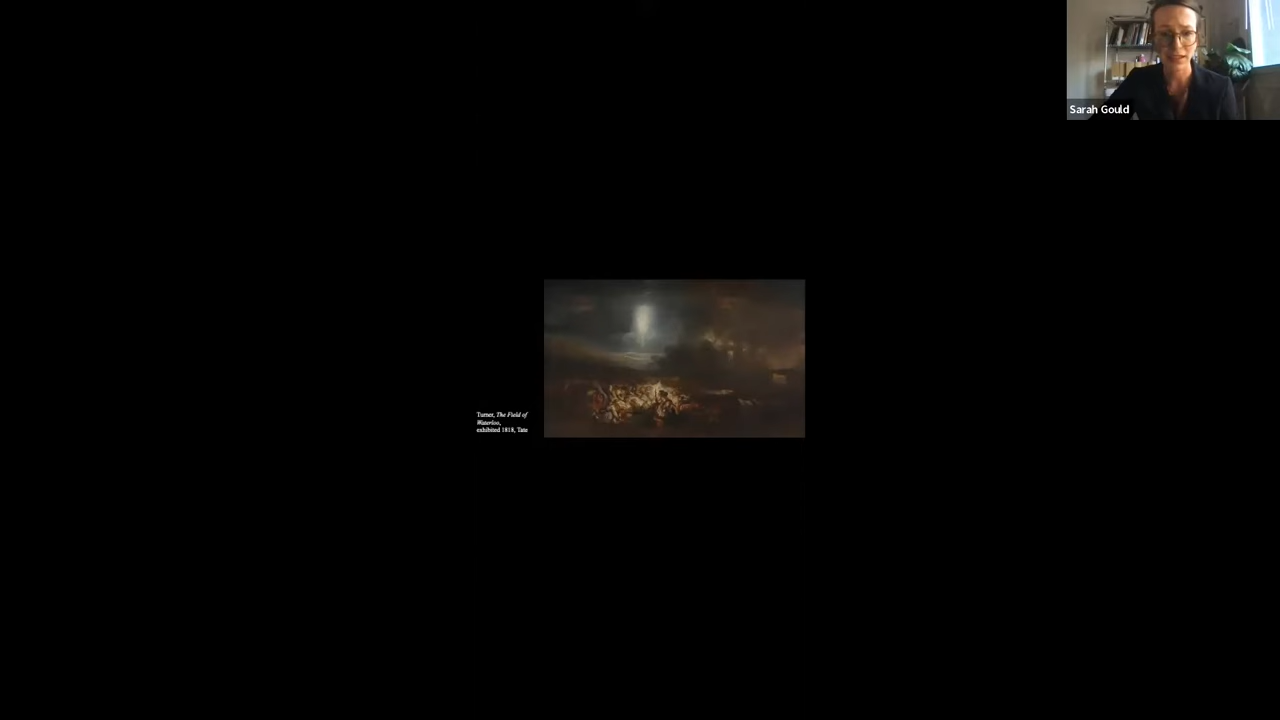 Sarah Gould
Turner, The Field of
Waterloo,
exhibited 1818, Tate